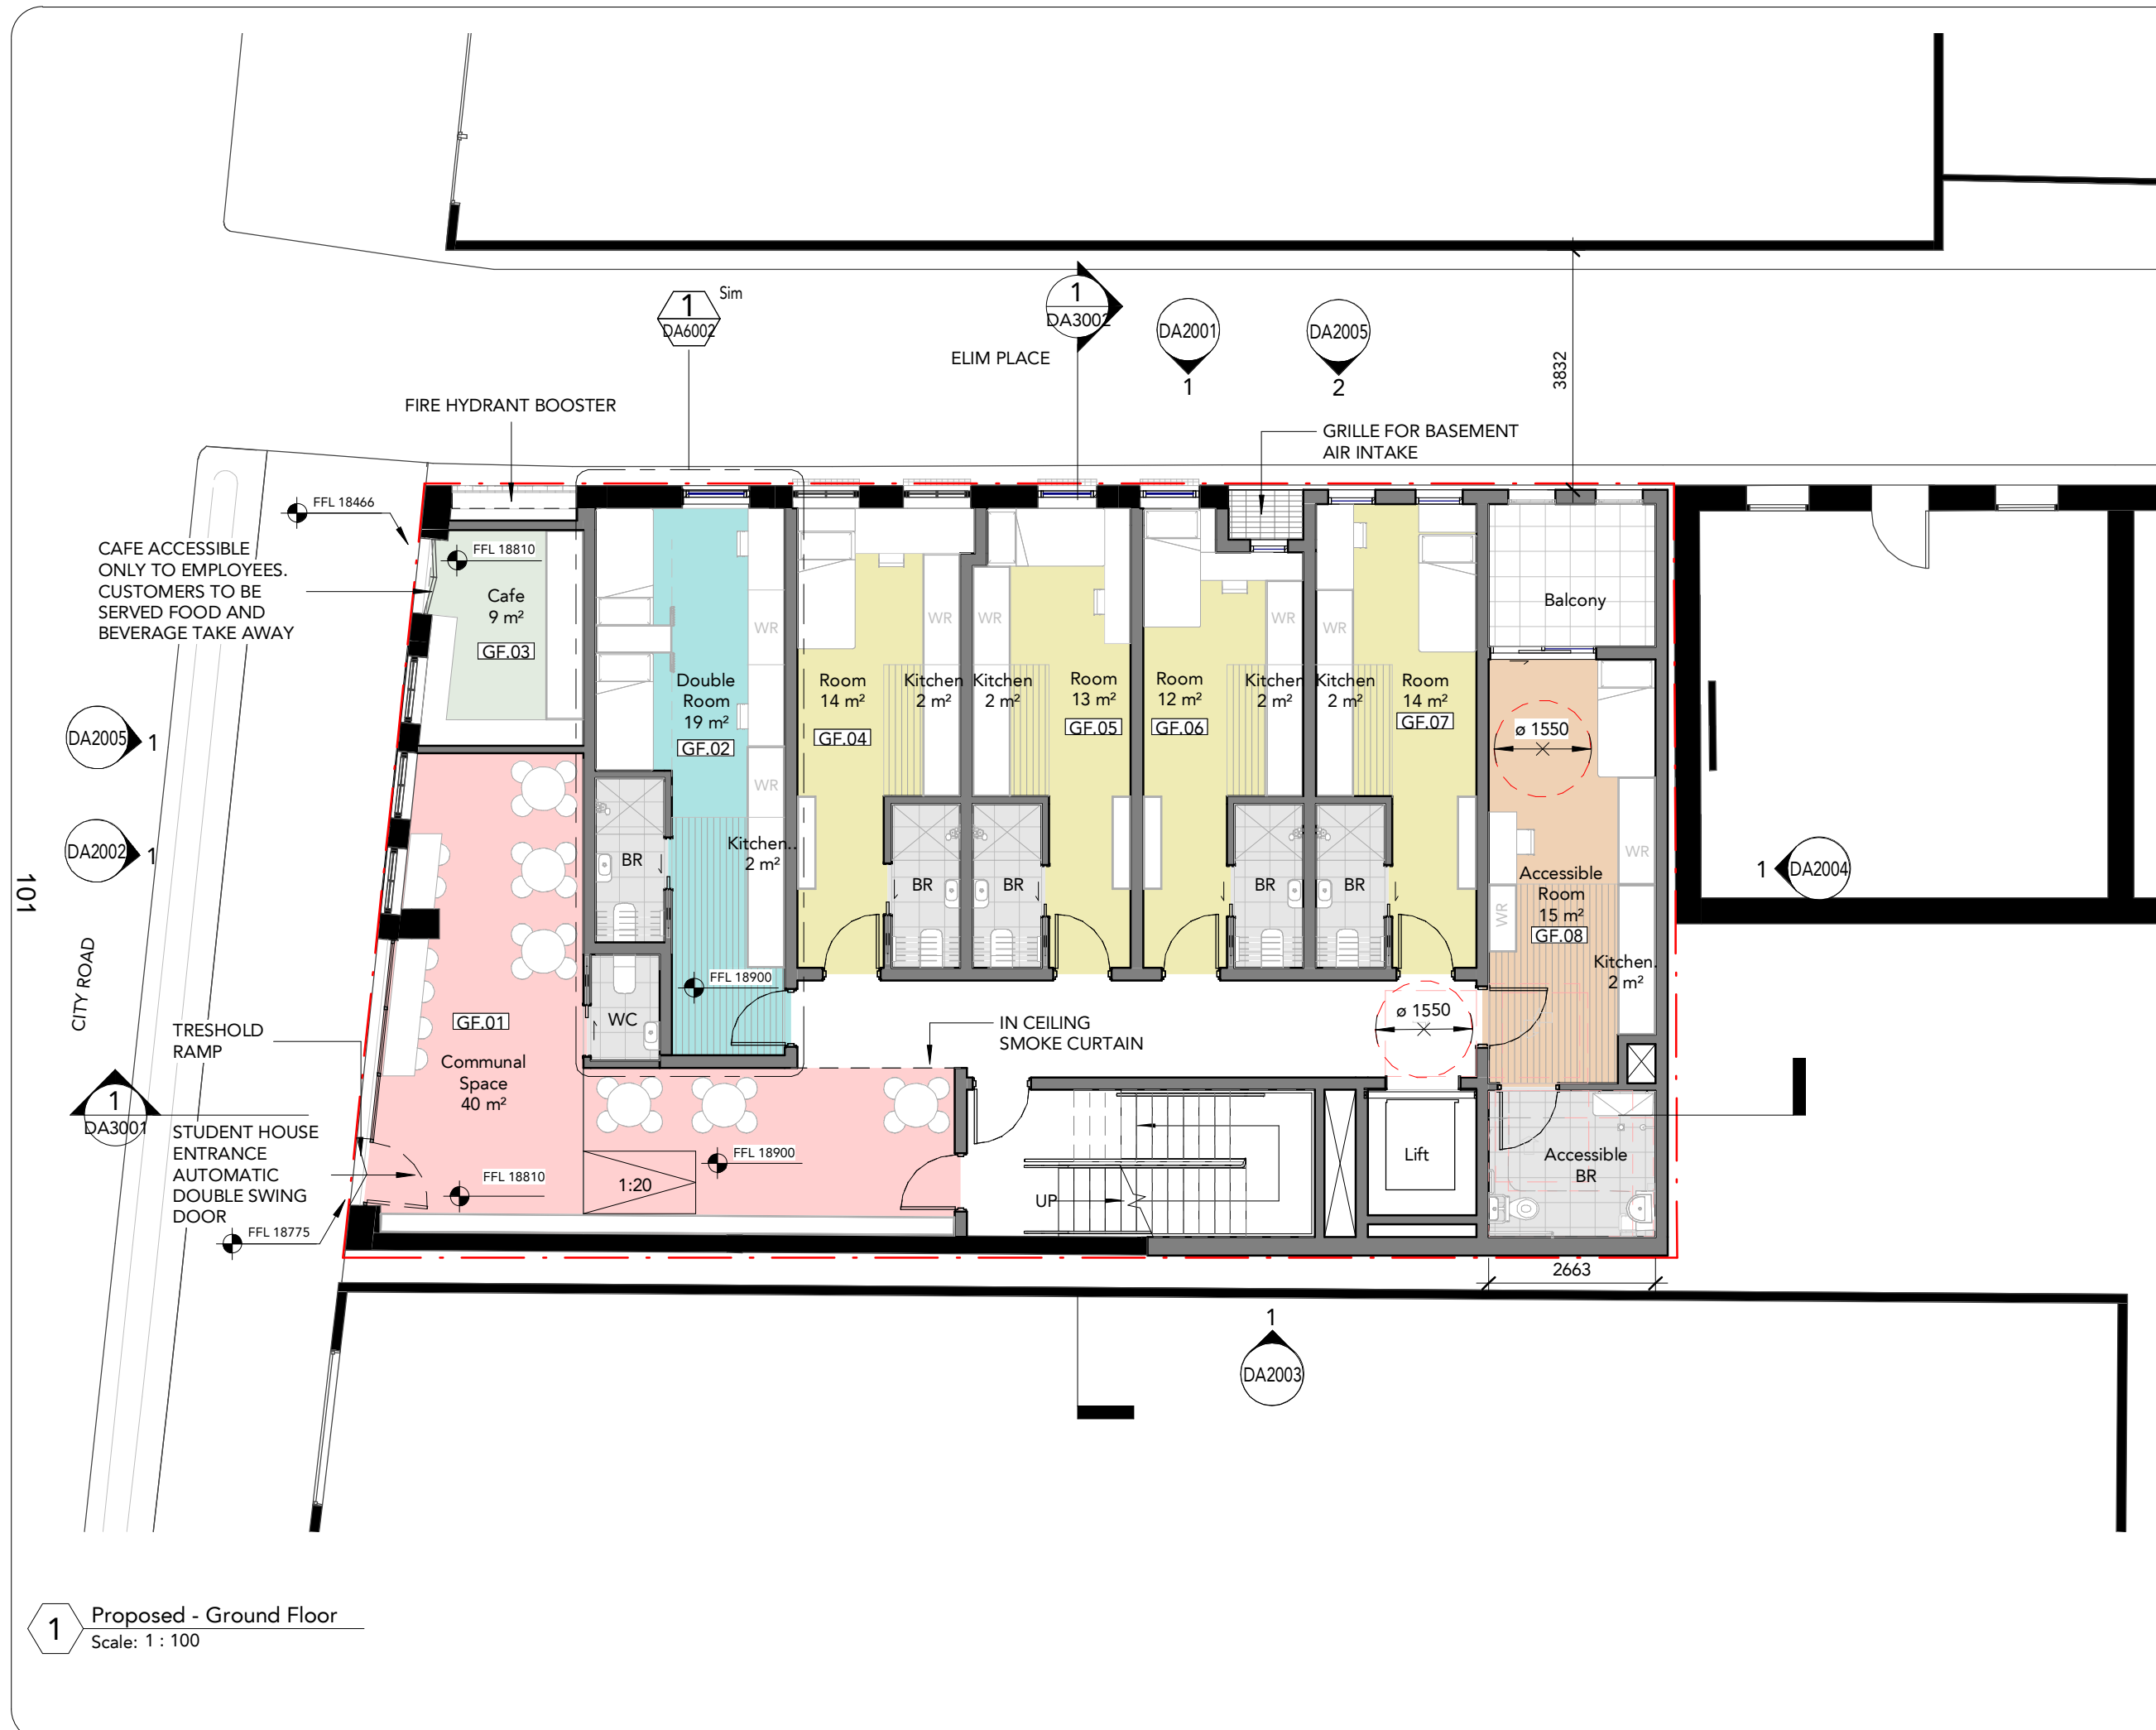 1
DA6002
Sim
1
DA3002
DA2001
1
DA2005
2
ELIM PLACE
3832
FIRE HYDRANT BOOSTER
GRILLE FOR BASEMENT
AIR INTAKE
FFL 18466
CAFE ACCESSIBLE
ONLY TO EMPLOYEES.
CUSTOMERS TO BE
SERVED FOOD AND
BEVERAGE TAKE AWAY
FFL 18810
Cafe
9 m²
GF.03
Double
Room
19 m²
GF.02
WR
WR
Kitchen..
2 m²
BR
FFL 18900
WC
Room
14 m²
GF.04
WR
Kitchen
2 m²
BR
WR
Kitchen
2 m²
Room
13 m²
GF.05
BR
Room
12 m²
GF.06
WR
Kitchen
2 m²
BR
WR
Kitchen
2 m²
Room
14 m²
GF.07
BR
Balcony
ø 1550
WR
Accessible
Room
15 m²
GF.08
WR
Kitchen.
2 m²
DA2005
1
DA2002
1
1
DA2004
101
CITY ROAD
TRESHOLD
RAMP
GF.01
Communal
Space
40 m²
IN CEILING
SMOKE CURTAIN
ø 1550
1
DA3001
STUDENT HOUSE
ENTRANCE
AUTOMATIC
DOUBLE SWING
DOOR
FFL 18775
FFL 18810
1:20
FFL 18900
UP
Lift
Accessible
BR
2663
1
DA2003
1
Proposed - Ground Floor
Scale: 1 : 100